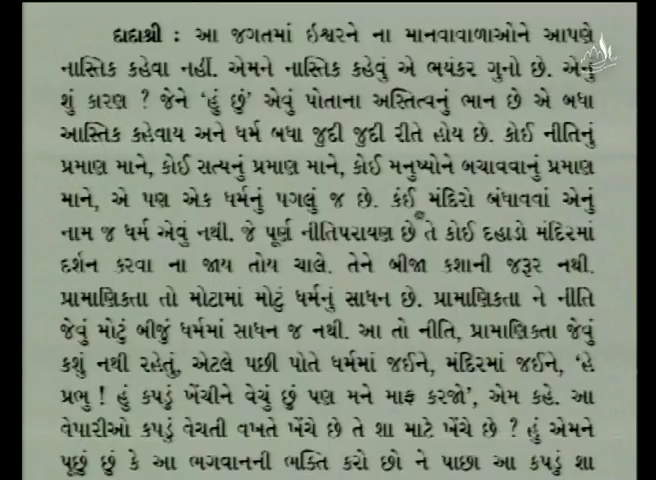 દાદાશ્રી : આ જગતમાં ઇશ્વરને ના માનવાવાળાઓને આપણે
નાસ્તિક કહેવા નહીં. એમને નાસ્તિક કહેવું એ ભયંકર ગુનો છે. એનું
શું કારણ ? જેને ‘હું છું’ એવું પોતાના અસ્તિત્વનું ભાન છે એ બધા
આસ્તિક કહેવાય અને ધર્મ બધા જુદી જુદી રીતે હોય છે. કોઈ નીતિનું
પ્રમાણ માને, કોઈ સત્યનું પ્રમાણ માને, કોઈ મનુષ્યોને બચાવવાનું પ્રમાણ
માને, એ પણ એક ધર્મનું પગલું જ છે. કંઈ મંદિરો બંધાવવાં એનું
નામ જ ધર્મ એવું નથી. જે પૂર્ણ નીતિપરાયણ છે તે કોઈ દહાડો મંદિરમાં
દર્શન કરવા ના જાય તોય ચાલે. તેને બીજા કશાની જરૂર નથી.
પ્રામાણિકતા તો મોટામાં મોટું ધર્મનું સાધન છે. પ્રામાણિકતા ને નીતિ
જેવું મોટું બીજું ધર્મમાં સાધન જ નથી. આ તો નીતિ, પ્રામાણિકતા જેવું
કશું નથી રહેતું, એટલે પછી પોતે ધર્મમાં જઈને, મંદિરમાં જઈને, ‘હે
પ્રભુ ! હું કપડું ખેંચીને વેચું છું પણ મને માફ કરજો’, એમ કહે. આ
વેપારીઓ કપડું વેચતી વખતે ખેંચે છે તે શા માટે ખેંચે છે ? હું એમને
પૂછું છું કે આ ભગવાનની ભક્તિ કરો છો ને પાછા આ કપડું શા